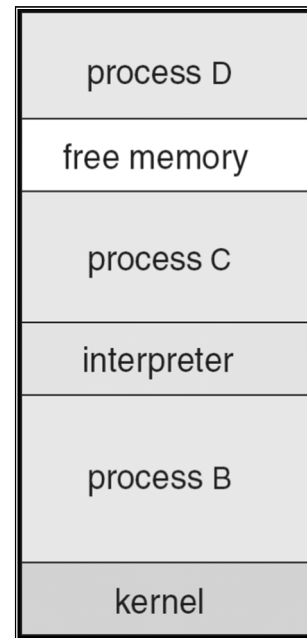 process D
free memory
process C
interpreter
process B
kernel